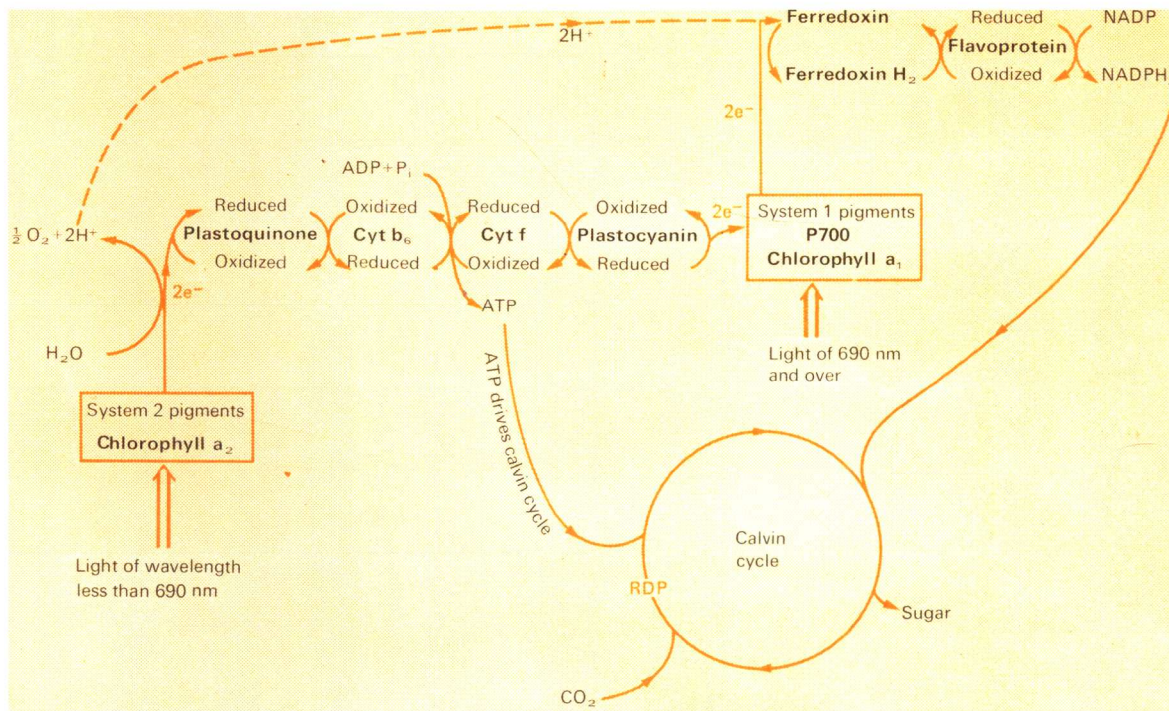 Ferredoxin
Reduced
NADP
2H⁺
Flavoprotein
Ferredoxin H₂
Oxidized
NADPH
2e⁻
ADP+Pᵢ
Reduced
Oxidized
Reduced
Oxidized
2e⁻
System 1 pigments
P700
Chlorophyll a₁
½ O₂+2H⁺
Plastoquinone
Cyt b₆
Cyt f
Plastocyanin
Oxidized
Reduced
Oxidized
Reduced
2e⁻
ATP
H₂O
Light of 690 nm
and over
System 2 pigments
Chlorophyll a₂
ATP drives calvin cycle
Light of wavelength
less than 690 nm
Calvin
cycle
RDP
Sugar
CO₂